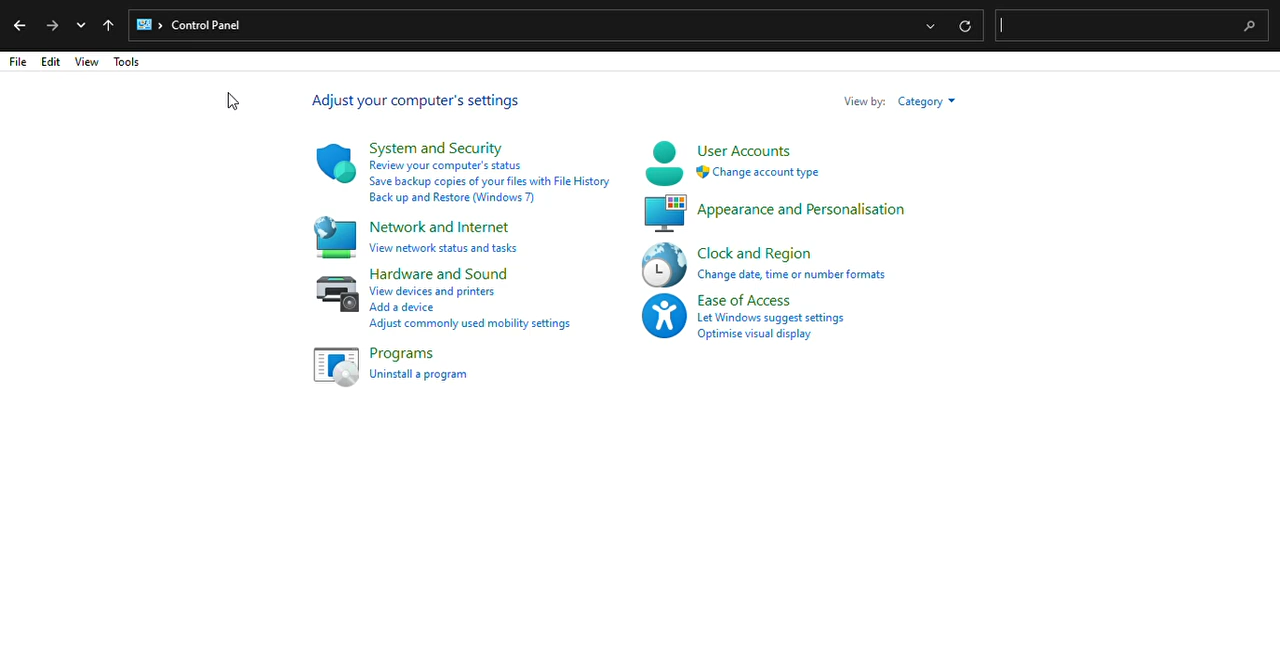 Control Panel
File Edit View Tools
Adjust your computer's settings
View by: Category
System and Security
Review your computer's status
Save backup copies of your files with File History
Back up and Restore (Windows 7)
Network and Internet
View network status and tasks
Hardware and Sound
View devices and printers
Add a device
Adjust commonly used mobility settings
Programs
Uninstall a program
User Accounts
Change account type
Appearance and Personalisation
Clock and Region
Change date, time or number formats
Ease of Access
Let Windows suggest settings
Optimise visual display